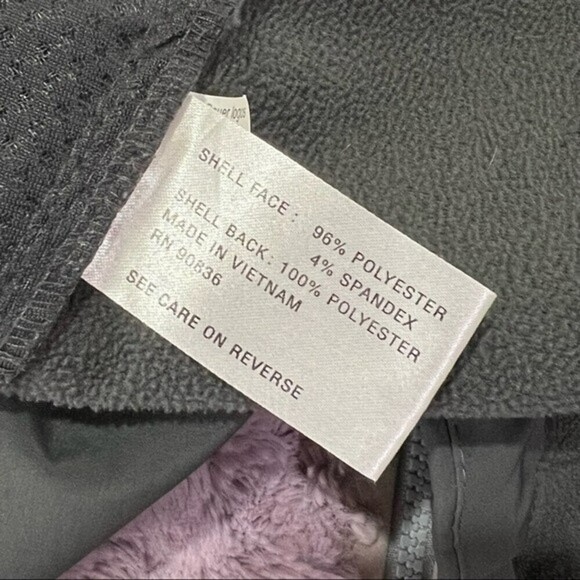 logos
SHELL FACE: 96% POLYESTER
4% SPANDEX
SHELL BACK: 100% POLYESTER
MADE IN VIETNAM
RN 90836
SEE CARE ON REVERSE